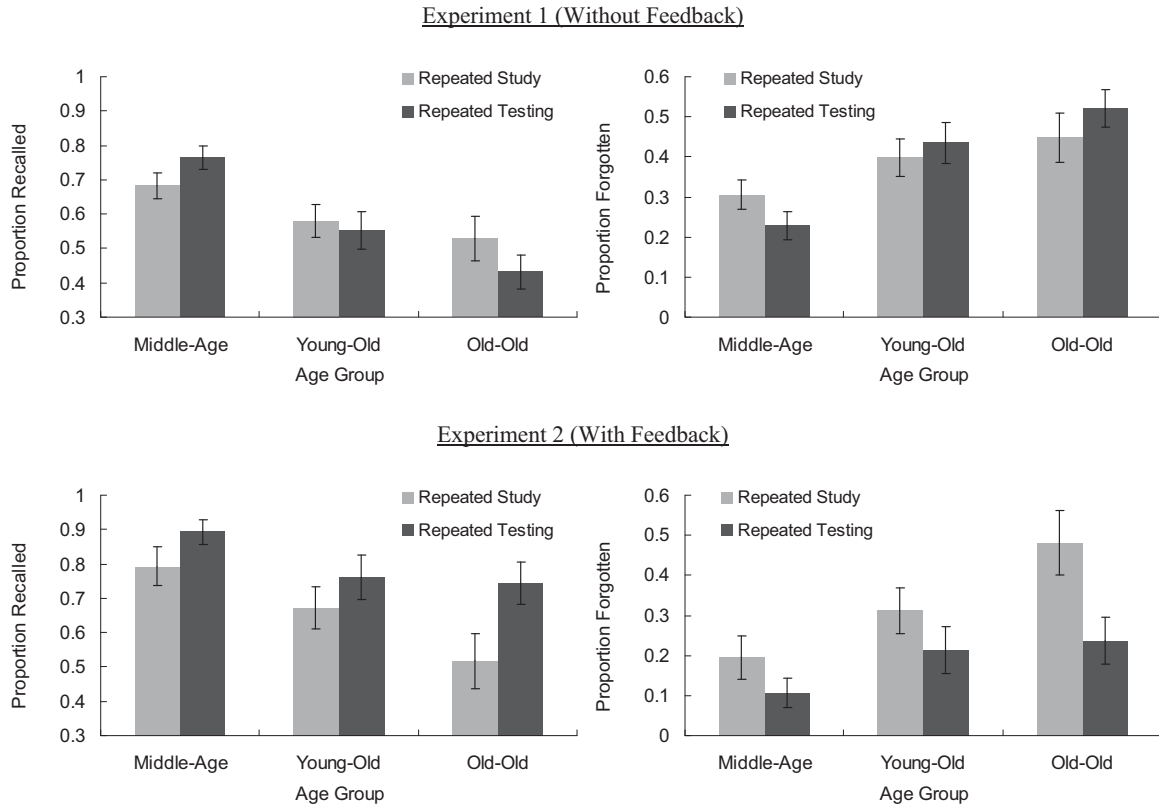 Experiment 1 (Without Feedback)
Proportion Recalled
1
0.9
0.8
0.7
0.6
0.5
0.4
0.3
Repeated Study
Repeated Testing
Middle-Age
Young-Old
Old-Old
Age Group
Proportion Forgotten
0.6
0.5
0.4
0.3
0.2
0.1
0
Repeated Study
Repeated Testing
Middle-Age
Young-Old
Old-Old
Age Group
Experiment 2 (With Feedback)
Proportion Recalled
1
0.9
0.8
0.7
0.6
0.5
0.4
0.3
Repeated Study
Repeated Testing
Middle-Age
Young-Old
Old-Old
Age Group
Proportion Forgotten
0.6
0.5
0.4
0.3
0.2
0.1
0
Repeated Study
Repeated Testing
Middle-Age
Young-Old
Old-Old
Age Group